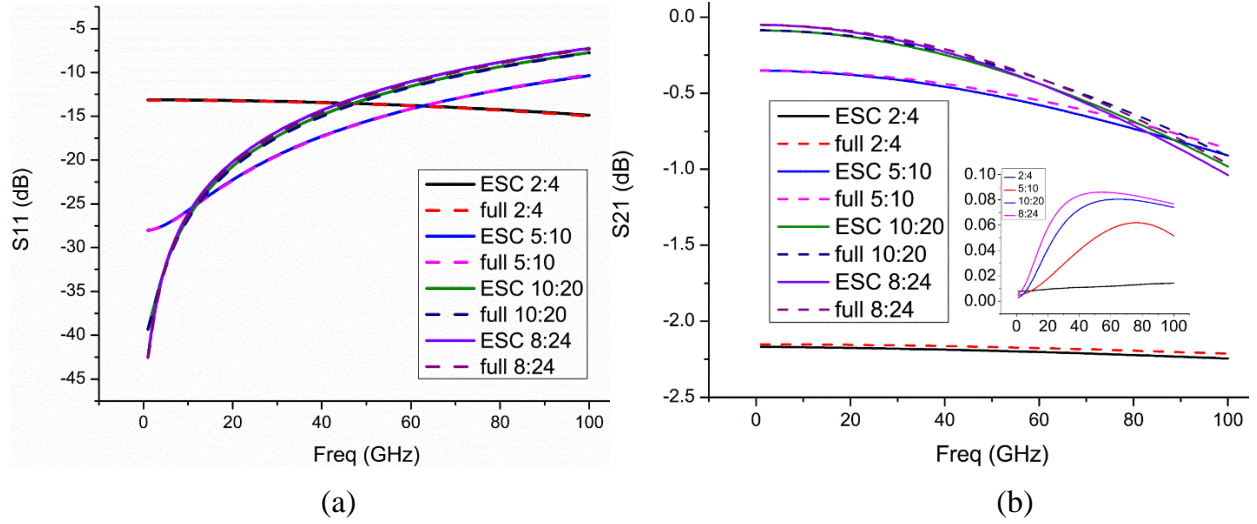 -5
-10
-15
-20
-25
-30
-35
-40
-45
S11 (dB)
ESC 2:4
full 2:4
ESC 5:10
full 5:10
ESC 10:20
full 10:20
ESC 8:24
full 8:24
0 20 40 60 80 100
Freq (GHz)
(a)
0.0
-0.5
-1.0
-1.5
-2.0
-2.5
S21 (dB)
ESC 2:4
full 2:4
ESC 5:10
full 5:10
ESC 10:20
full 10:20
ESC 8:24
full 8:24
0.10
0.08
0.06
0.04
0.02
0.00
2:4
5:10
10:20
8:24
0 20 40 60 80 100
0 20 40 60 80 100
Freq (GHz)
(b)